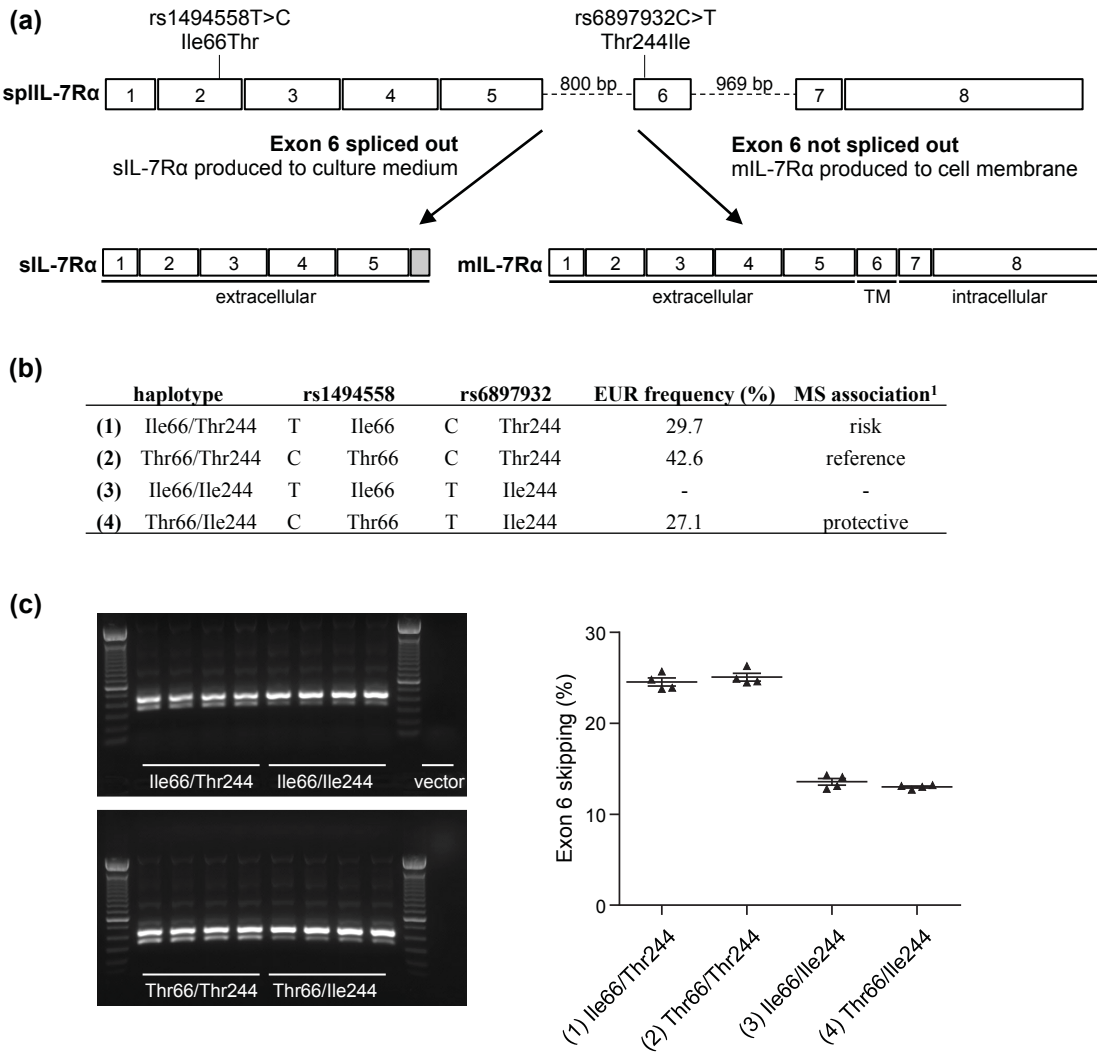 (a)
rs1494558T>C
Ile66Thr
rs6897932C>T
Thr244Ile
splIL-7Rα 1 2 3 4 5 800 bp 6 969 bp 7 8
Exon 6 spliced out
sIL-7Rα produced to culture medium
Exon 6 not spliced out
mIL-7Rα produced to cell membrane
sIL-7Rα 1 2 3 4 5
extracellular
mIL-7Rα 1 2 3 4 5 6 7 8
extracellular TM intracellular
(b)
haplotype rs1494558 rs6897932 EUR frequency (%) MS association¹
(1) Ile66/Thr244 T Ile66 C Thr244 29.7 risk
(2) Thr66/Thr244 C Thr66 C Thr244 42.6 reference
(3) Ile66/Ile244 T Ile66 T Ile244 - -
(4) Thr66/Ile244 C Thr66 T Ile244 27.1 protective
(c)
Ile66/Thr244 Ile66/Ile244 vector
Thr66/Thr244 Thr66/Ile244
Exon 6 skipping (%)
30
20
10
0
(1) Ile66/Thr244
(2) Thr66/Thr244
(3) Ile66/Ile244
(4) Thr66/Ile244